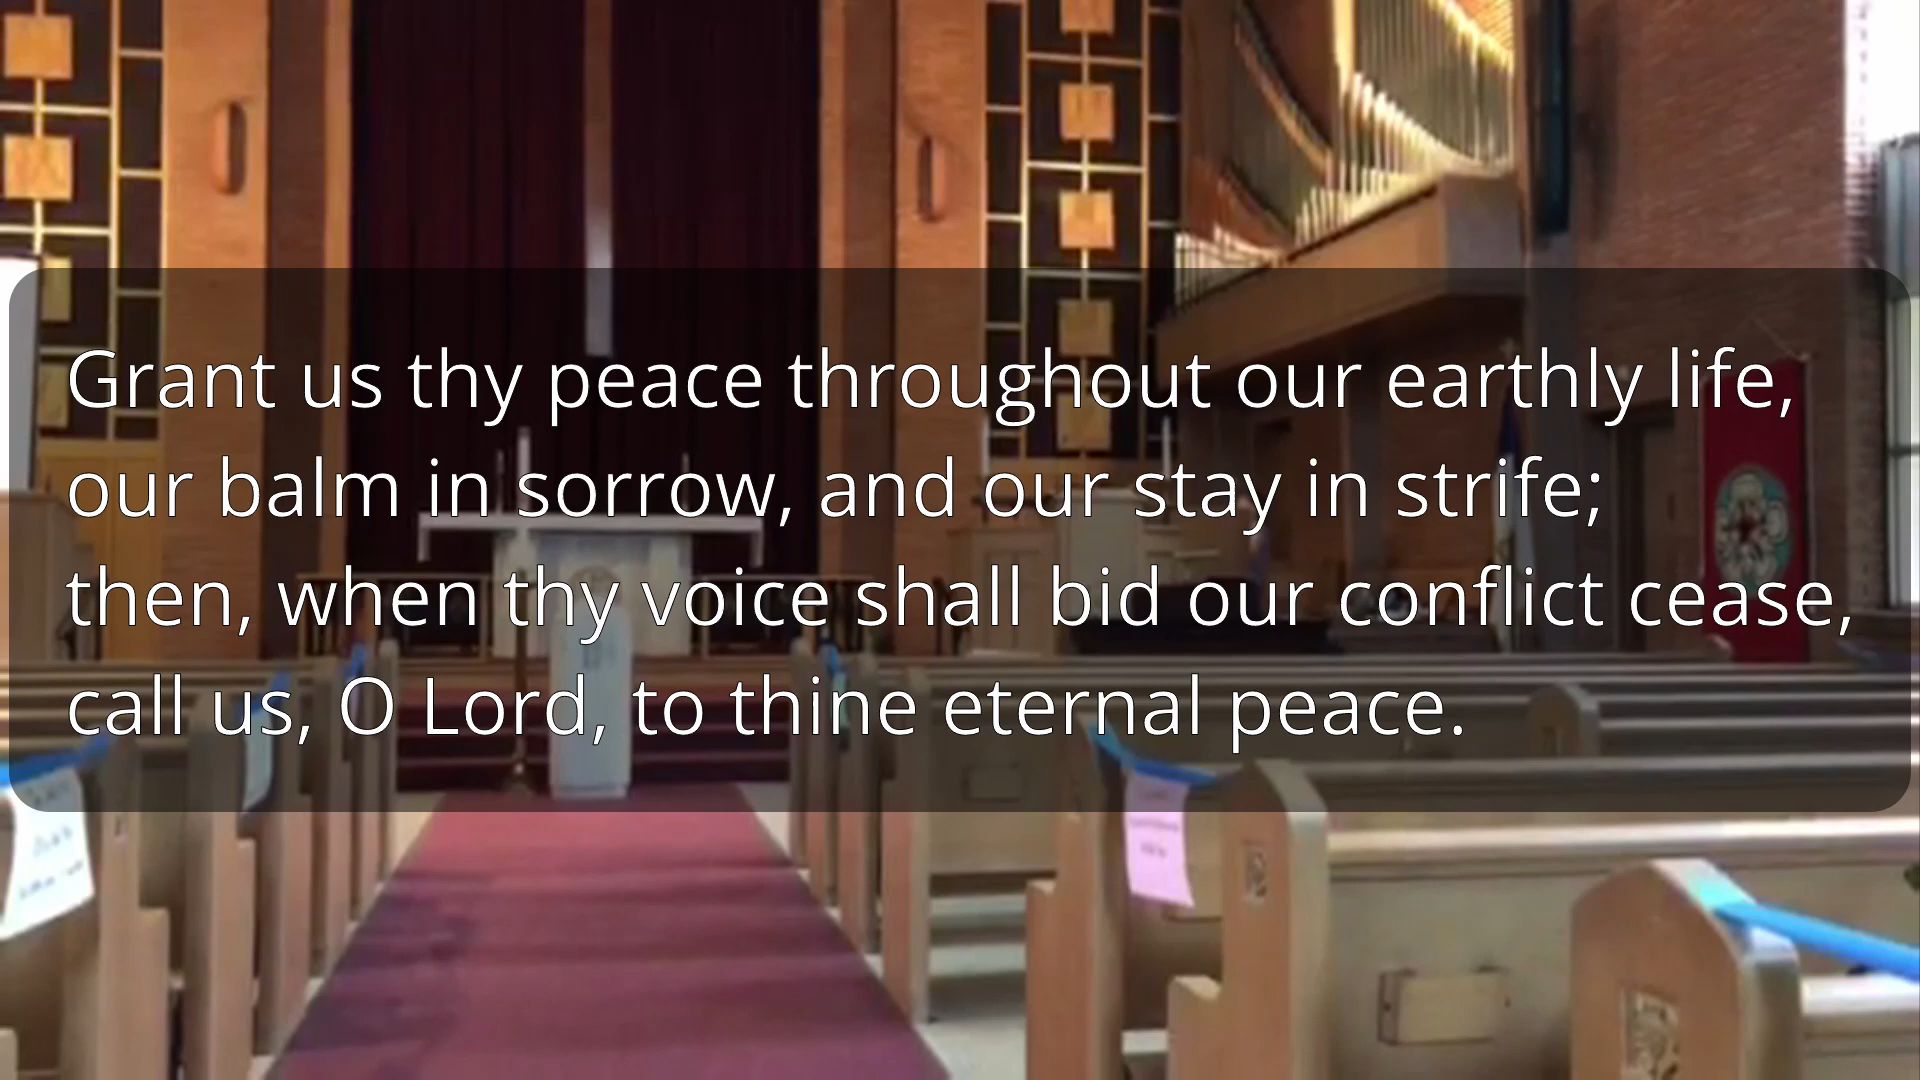 Grant us thy peace throughout our earthly life,
our balm in sorrow, and our stay in strife;
then, when thy voice shall bid our conflict cease,
call us, O Lord, to thine eternal peace.